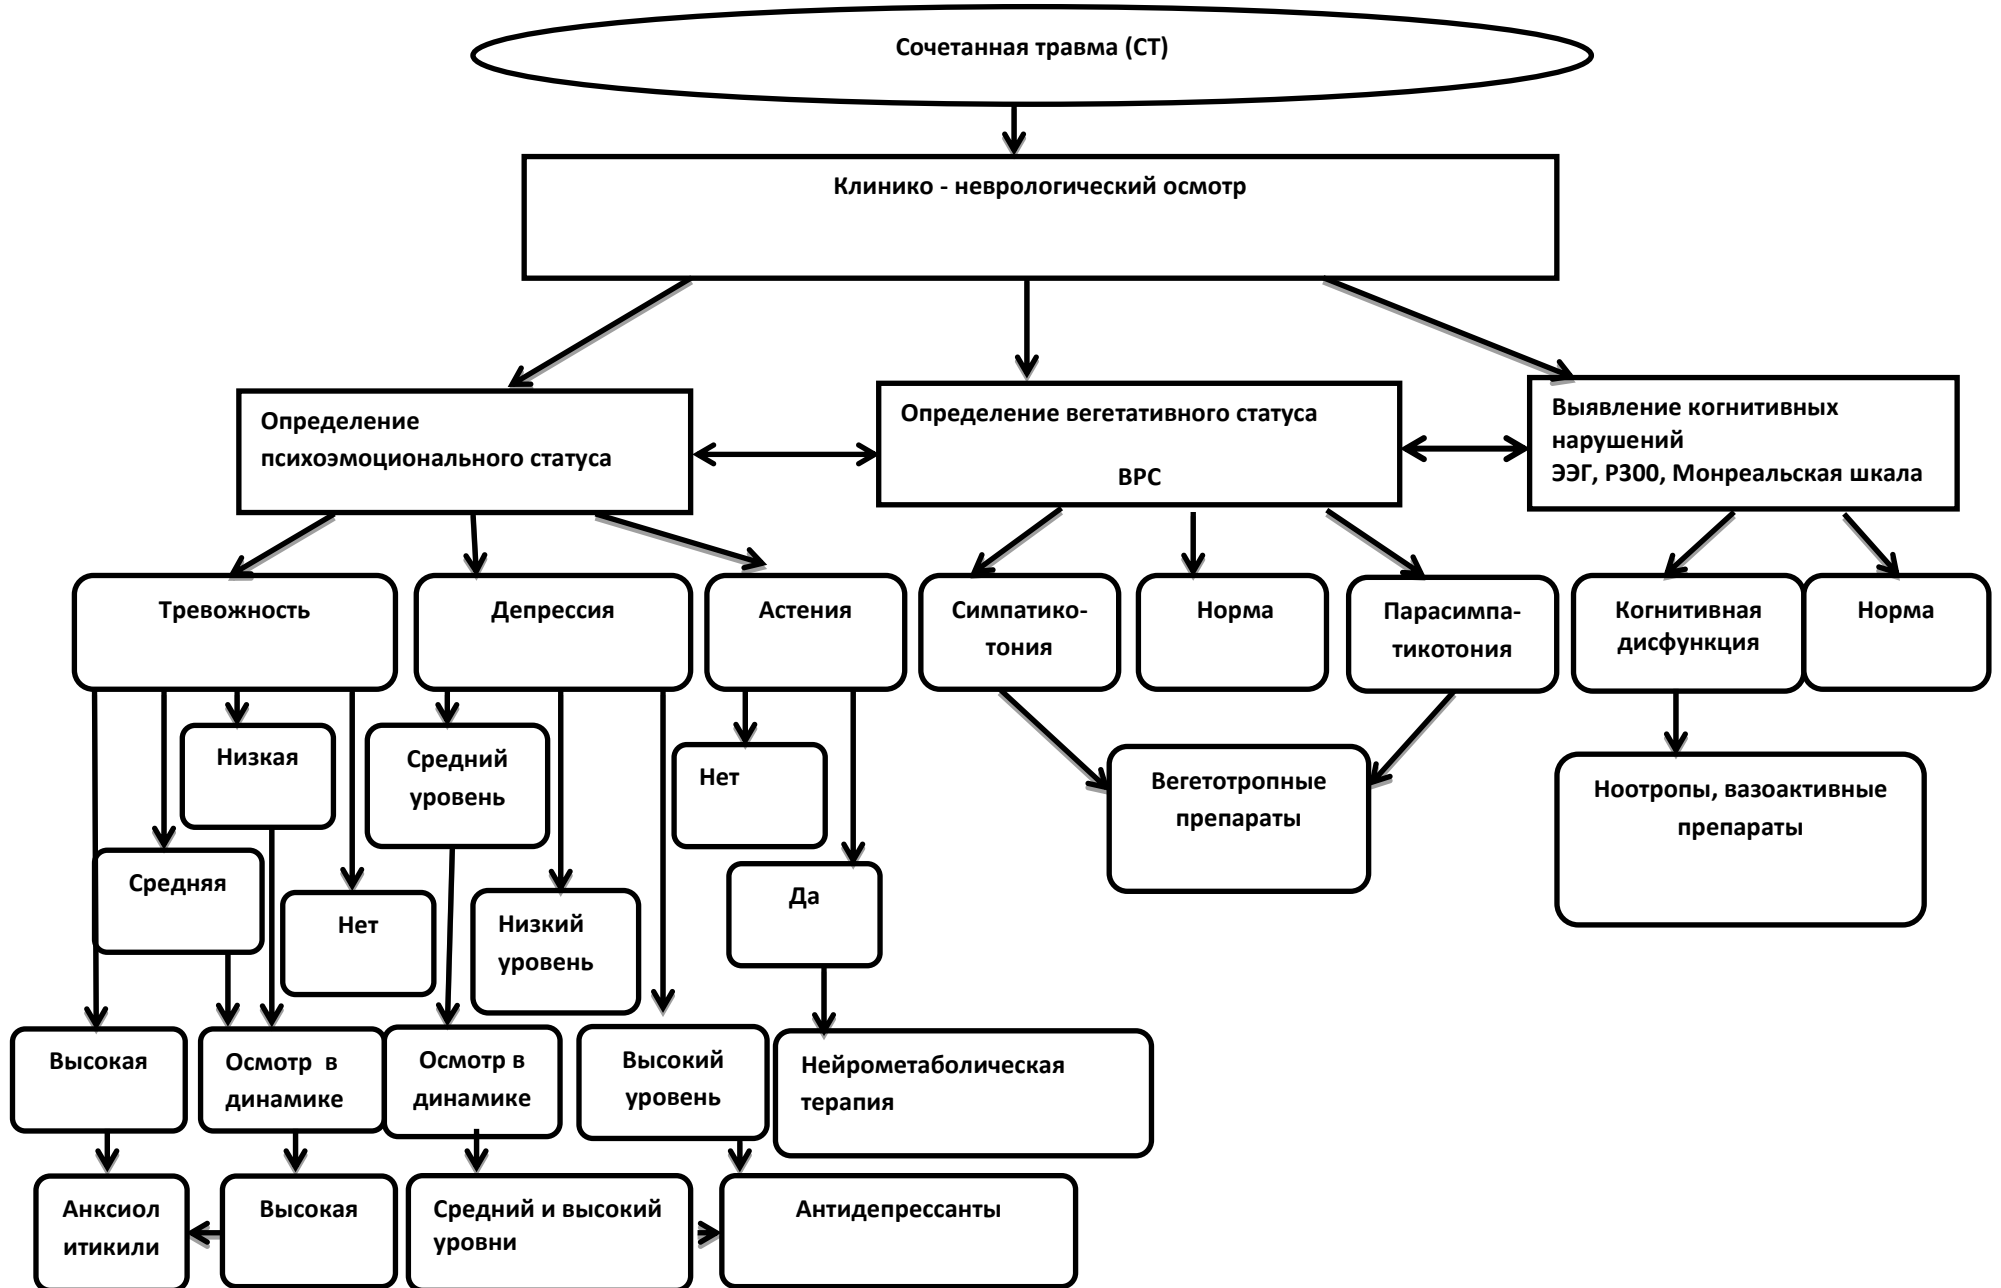 Сочетанная травма (СТ)
Клинико - неврологический осмотр
Определение
психоэмоционального статуса
Определение вегетативного статуса
ВРС
Выявление когнитивных
нарушений
ЭЭГ, Р300, Монреальская шкала
Тревожность
Депрессия
Астения
Симпатико-
тония
Норма
Парасимпа-
тикотония
Когнитивная
дисфункция
Норма
Низкая
Средний
уровень
Нет
Вегетотропные
препараты
Ноотропы, вазоактивные
препараты
Средняя
Нет
Низкий
уровень
Да
Высокая
Осмотр в
динамике
Осмотр в
динамике
Высокий
уровень
Нейрометаболическая
терапия
Анксиол
итикили
Высокая
Средний и высокий
уровни
Антидепрессанты